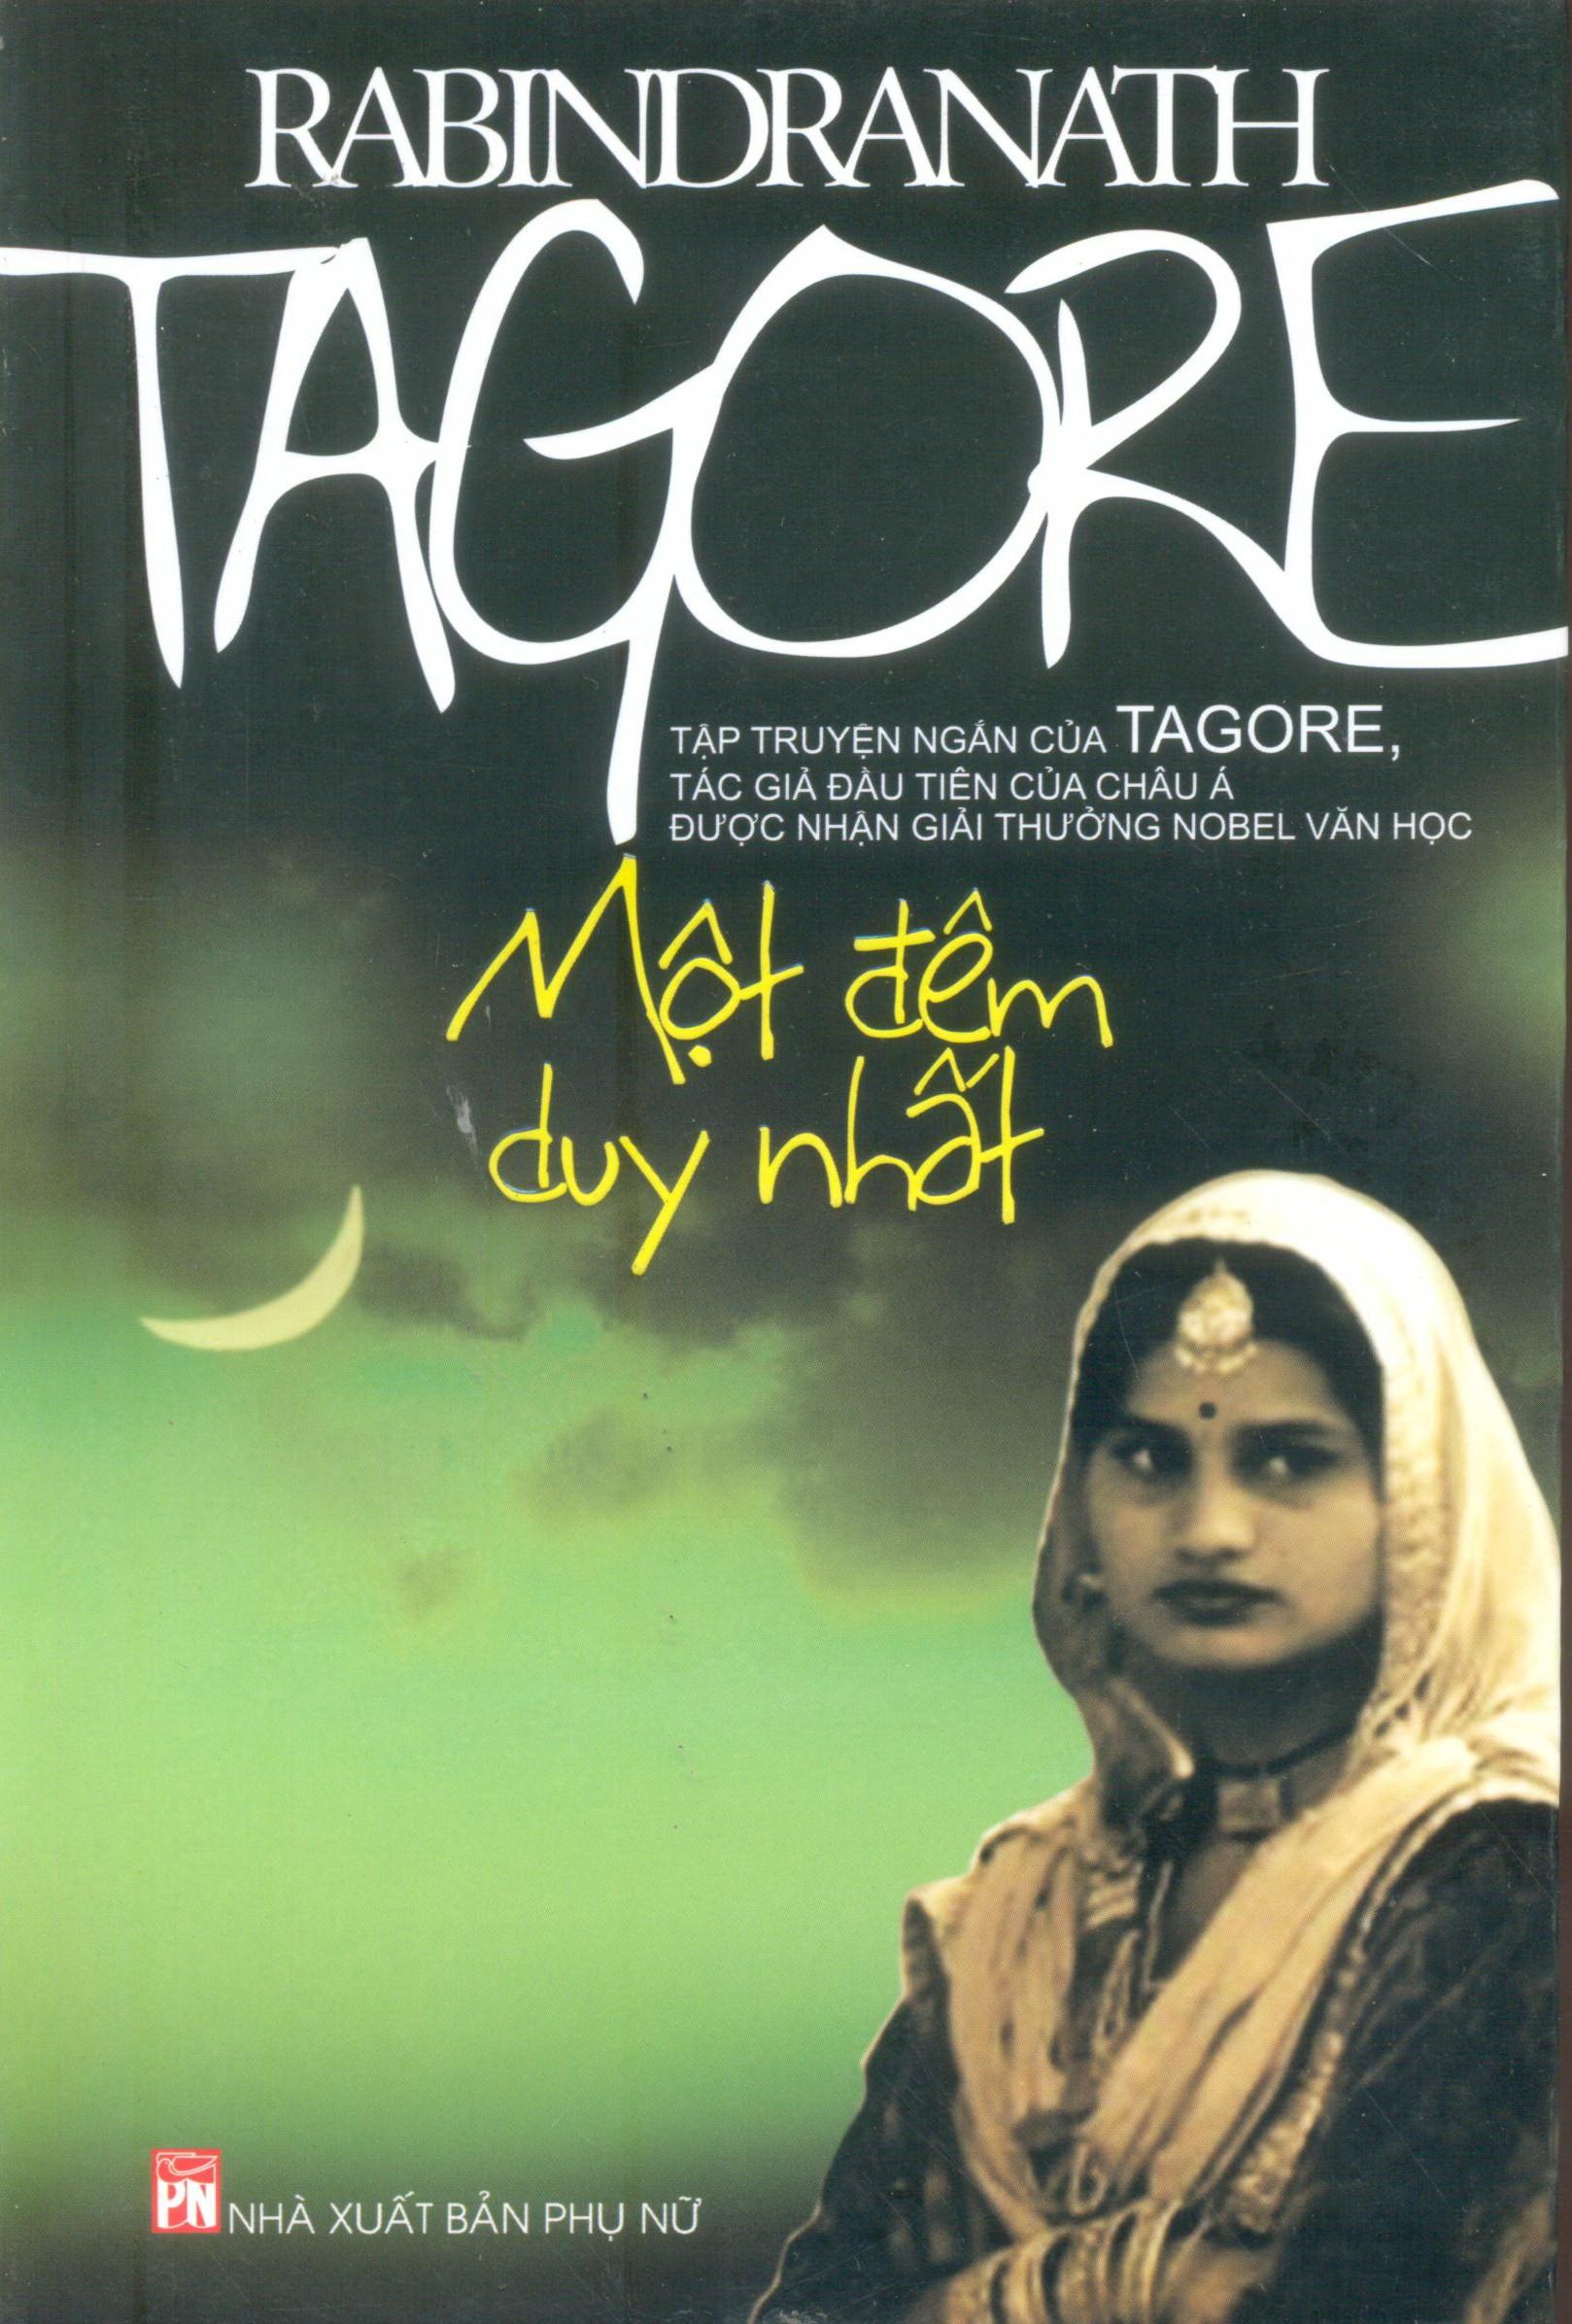 RABINDRANATH
TAGORE
TẬP TRUYỆN NGẮN CỦA TAGORE,
TÁC GIẢ ĐẦU TIÊN CỦA CHÂU Á
ĐƯỢC NHẬN GIẢI THƯỞNG NOBEL VĂN HỌC
Một đêm
duy nhất
PN NHÀ XUẤT BẢN PHỤ NỮ